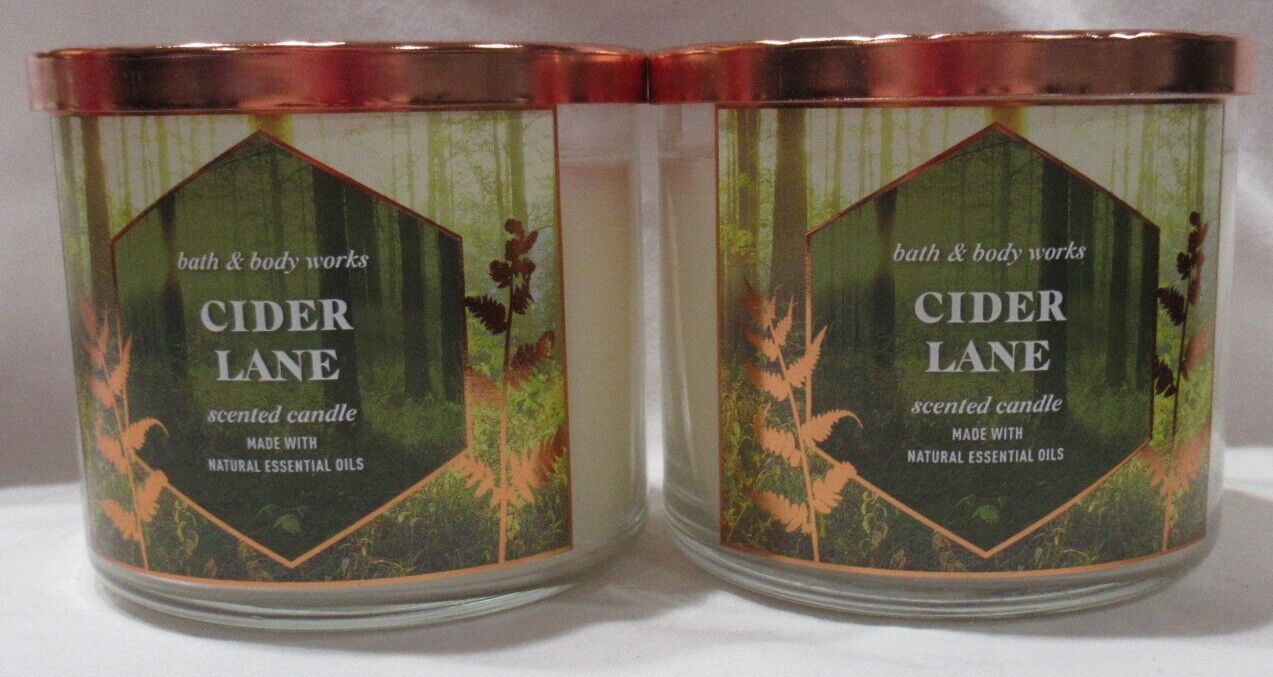 bath & body works
CIDER
LANE
scented candle
MADE WITH
NATURAL ESSENTIAL OILS
bath & body works
CIDER
LANE
scented candle
MADE WITH
NATURAL ESSENTIAL OILS